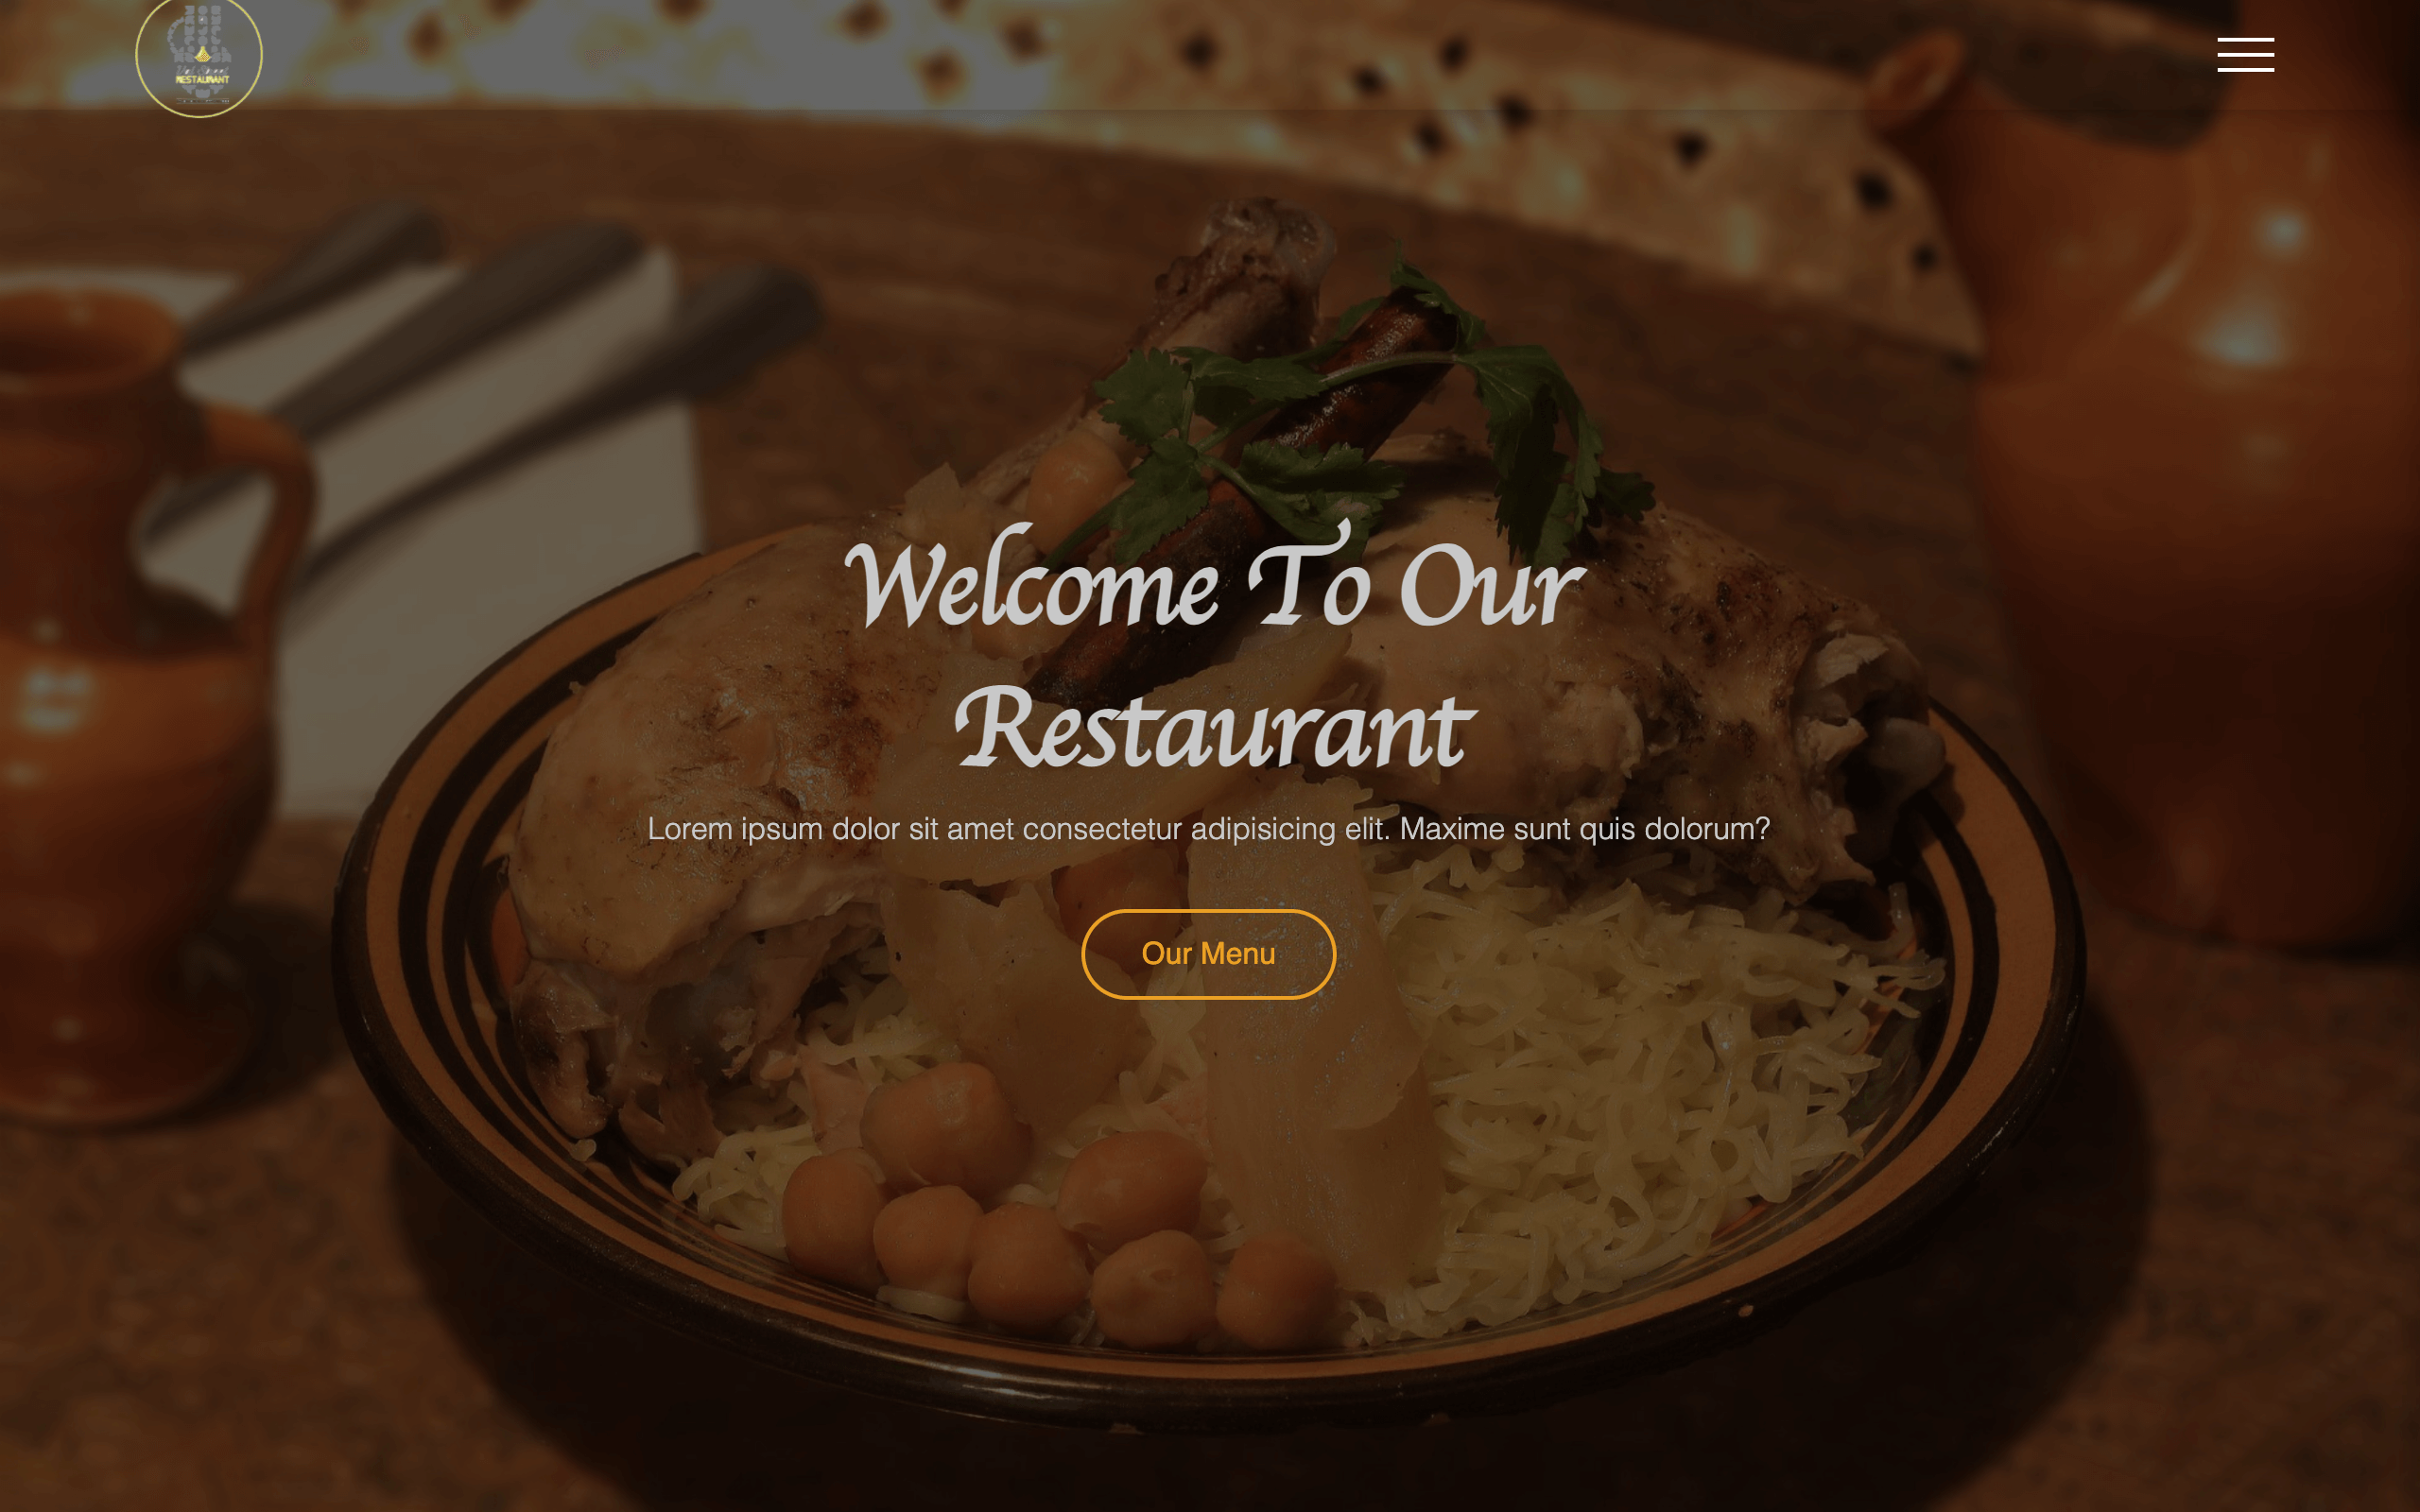 RESTAURANT
Welcome To Our
Restaurant
Lorem ipsum dolor sit amet consectetur adipisicing elit. Maxime sunt quis dolorum?
Our Menu